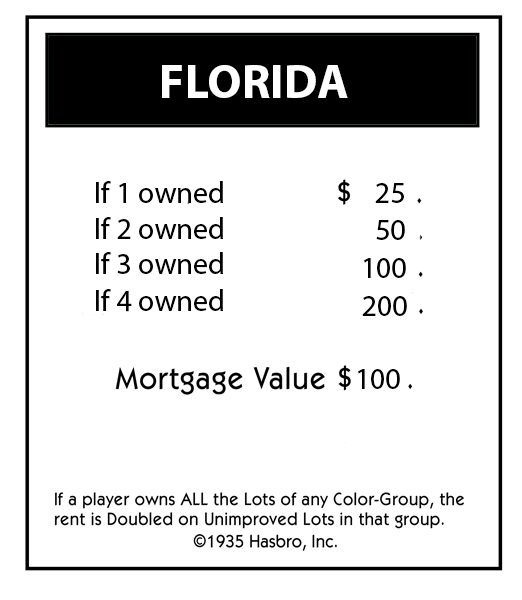 FLORIDA
If 1 owned $ 25 .
If 2 owned 50 .
If 3 owned 100 .
If 4 owned 200 .
Mortgage Value $100 .
If a player owns ALL the Lots of any Color-Group, the
rent is Doubled on Unimproved Lots in that group.
©1935 Hasbro, Inc.